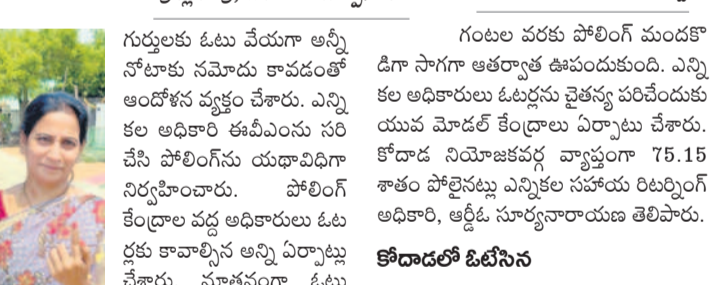 గుర్తులకు ఓటు వేయగా అన్నీ
నోటాకు నమోదు కావడంతో
ఆందోళన వ్యక్తం చేశారు. ఎన్ని
కల అధికారి ఈవీఎంను సరి
చేసి పోలింగ్‌ను యథావిధిగా
నిర్వహించారు. పోలింగ్
కేంద్రాల వద్ద అధికారులు ఓట
ర్లకు కావాల్సిన అన్ని ఏర్పాట్లు
చేశారు. నూతనంగా ఓటు
గంటల వరకు పోలింగ్ మందకొ
డిగా సాగగా ఆతర్వాత ఊపందుకుంది. ఎన్ని
కల అధికారులు ఓటర్లను చైతన్య పరిచేందుకు
యువ మోడల్ కేంద్రాలు ఏర్పాటు చేశారు.
కోదాడ నియోజకవర్గ వ్యాప్తంగా 75.15
శాతం పోలైనట్లు ఎన్నికల సహాయ రిటర్నింగ్
అధికారి, ఆర్డీఓ సూర్యనారాయణ తెలిపారు.
కోదాడలో ఓటేసిన